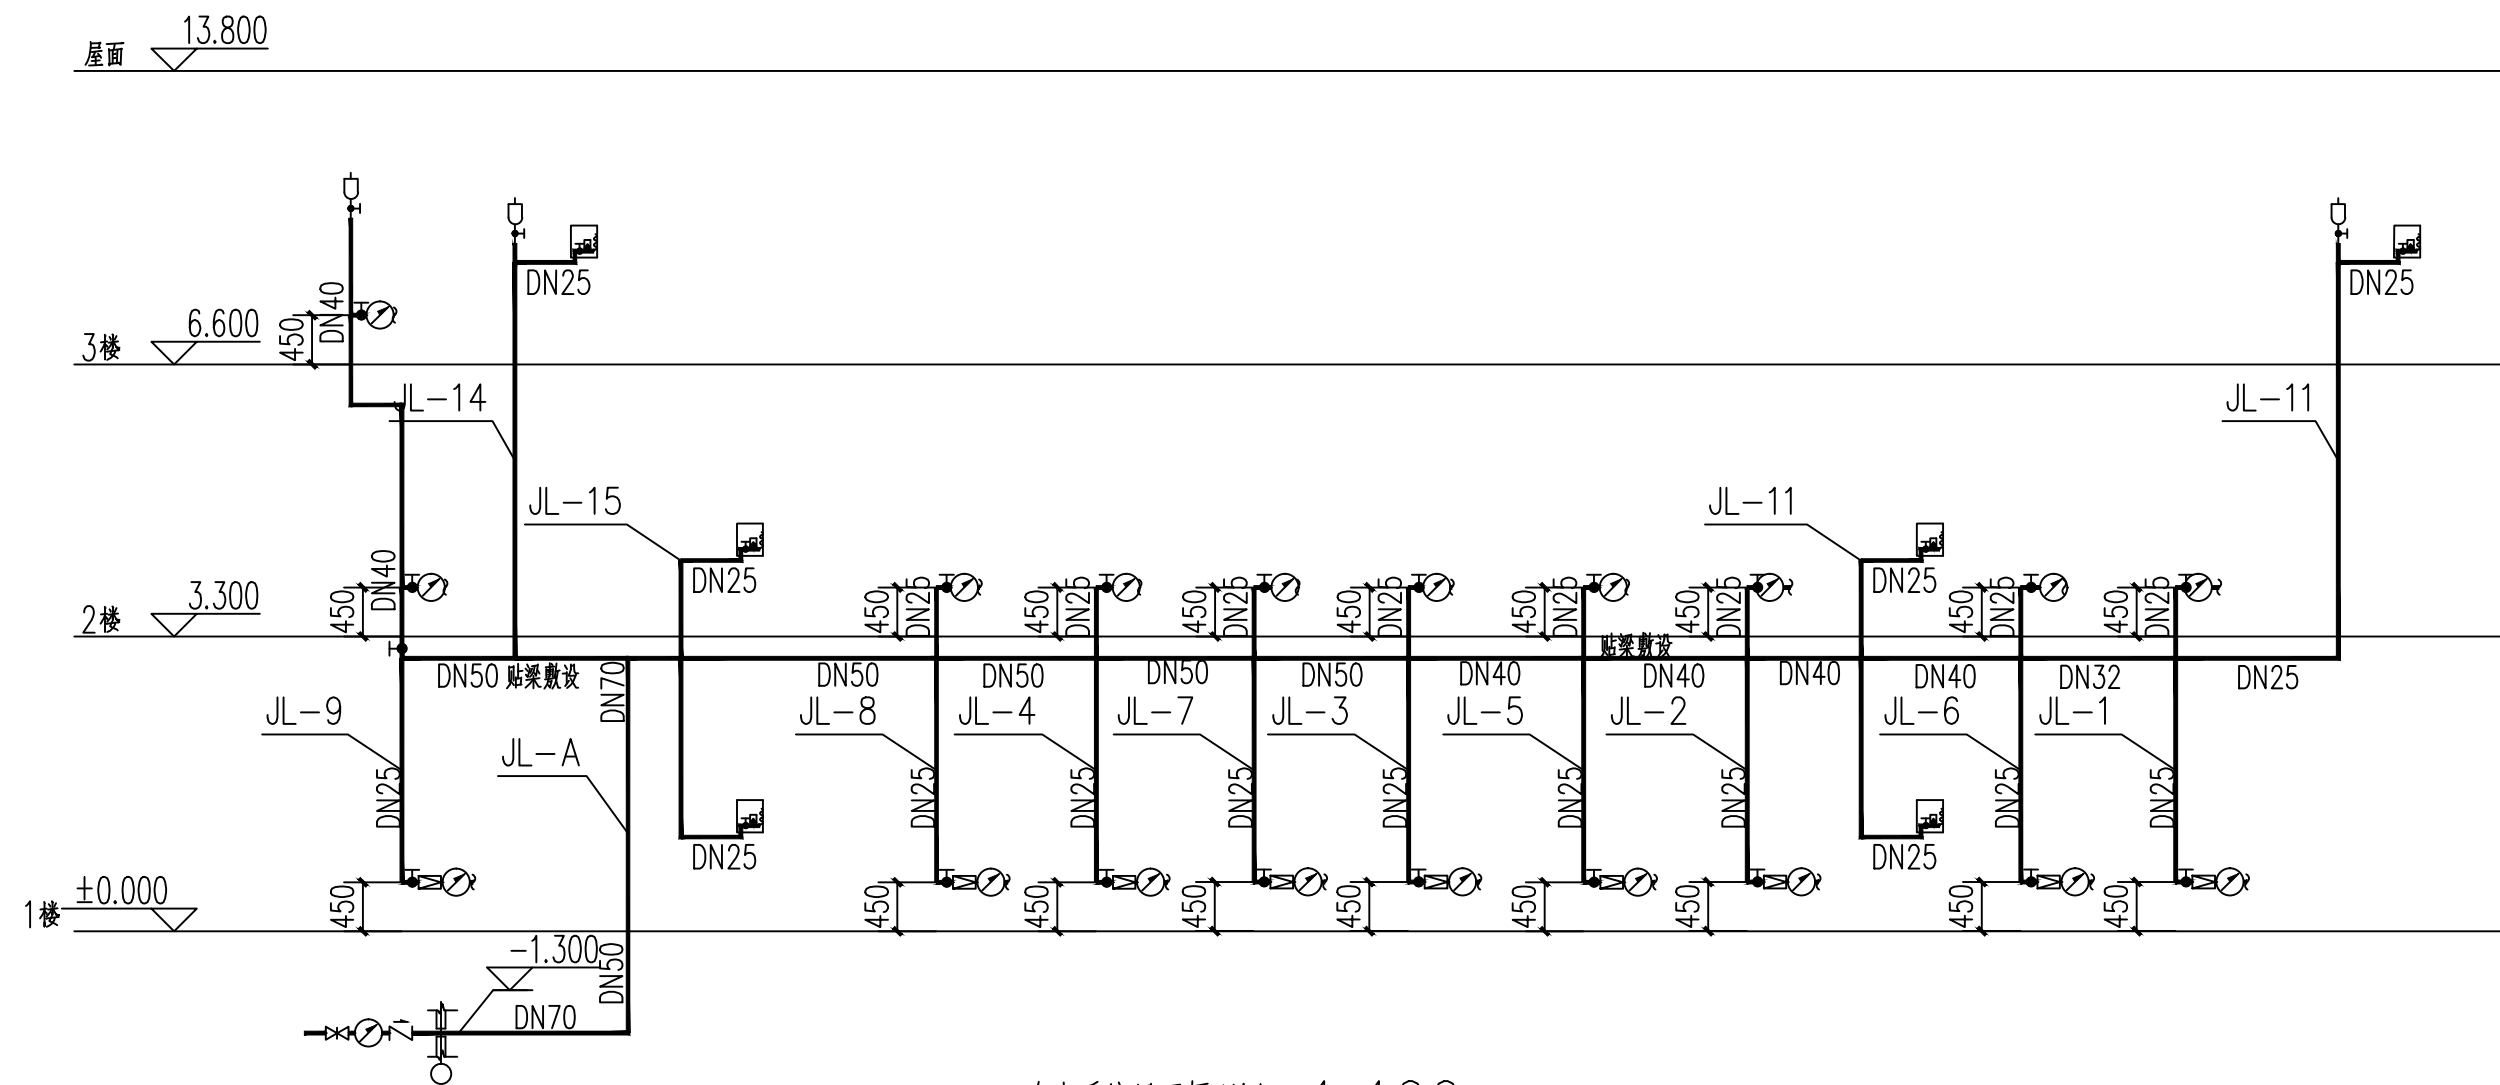 13.800
屋面
DN25
DN25
DN40
450
6.600
3楼
JL-14
JL-11
JL-15
JL-11
DN25
DN25
DN40
3.300
450
450
DN25
450
DN25
450
DN25
450
DN25
450
DN25
450
DN25
450
DN25
450
DN25
2楼
贴梁敷设
DN50
贴梁敷设
DN70
DN50
DN50
DN50
DN50
DN40
DN40
DN40
DN40
DN32
DN25
JL-9
JL-8
JL-4
JL-7
JL-3
JL-5
JL-2
JL-6
JL-1
JL-A
DN25
DN25
DN25
DN25
DN25
DN25
DN25
DN25
DN25
DN25
DN25
±0.000
450
450
450
450
450
450
450
450
450
1楼
-1.300
DN50
DN70